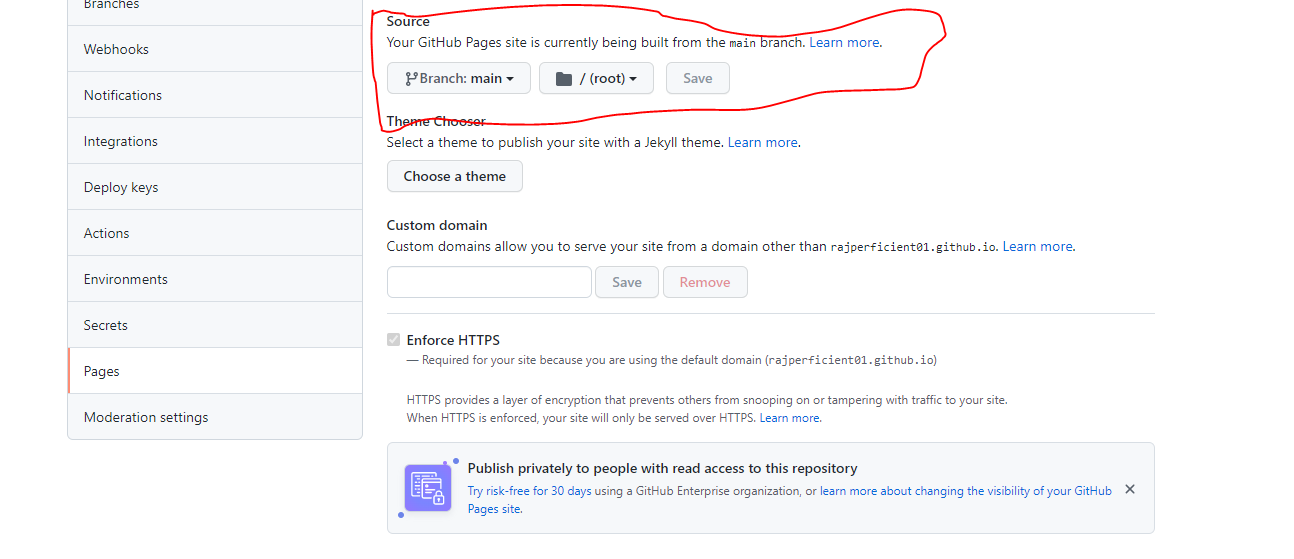 Branches
Webhooks
Notifications
Integrations
Deploy keys
Actions
Environments
Secrets
Pages
Moderation settings
Source
Your GitHub Pages site is currently being built from the main branch. Learn more.
Branch: main
/ (root)
Save
Theme Chooser
Select a theme to publish your site with a Jekyll theme. Learn more.
Choose a theme
Custom domain
Custom domains allow you to serve your site from a domain other than rajperficient01.github.io. Learn more.
Save
Remove
Enforce HTTPS
— Required for your site because you are using the default domain (rajperficient01.github.io)
HTTPS provides a layer of encryption that prevents others from snooping on or tampering with traffic to your site.
When HTTPS is enforced, your site will only be served over HTTPS. Learn more.
Publish privately to people with read access to this repository
Try risk-free for 30 days using a GitHub Enterprise organization, or learn more about changing the visibility of your GitHub
Pages site.